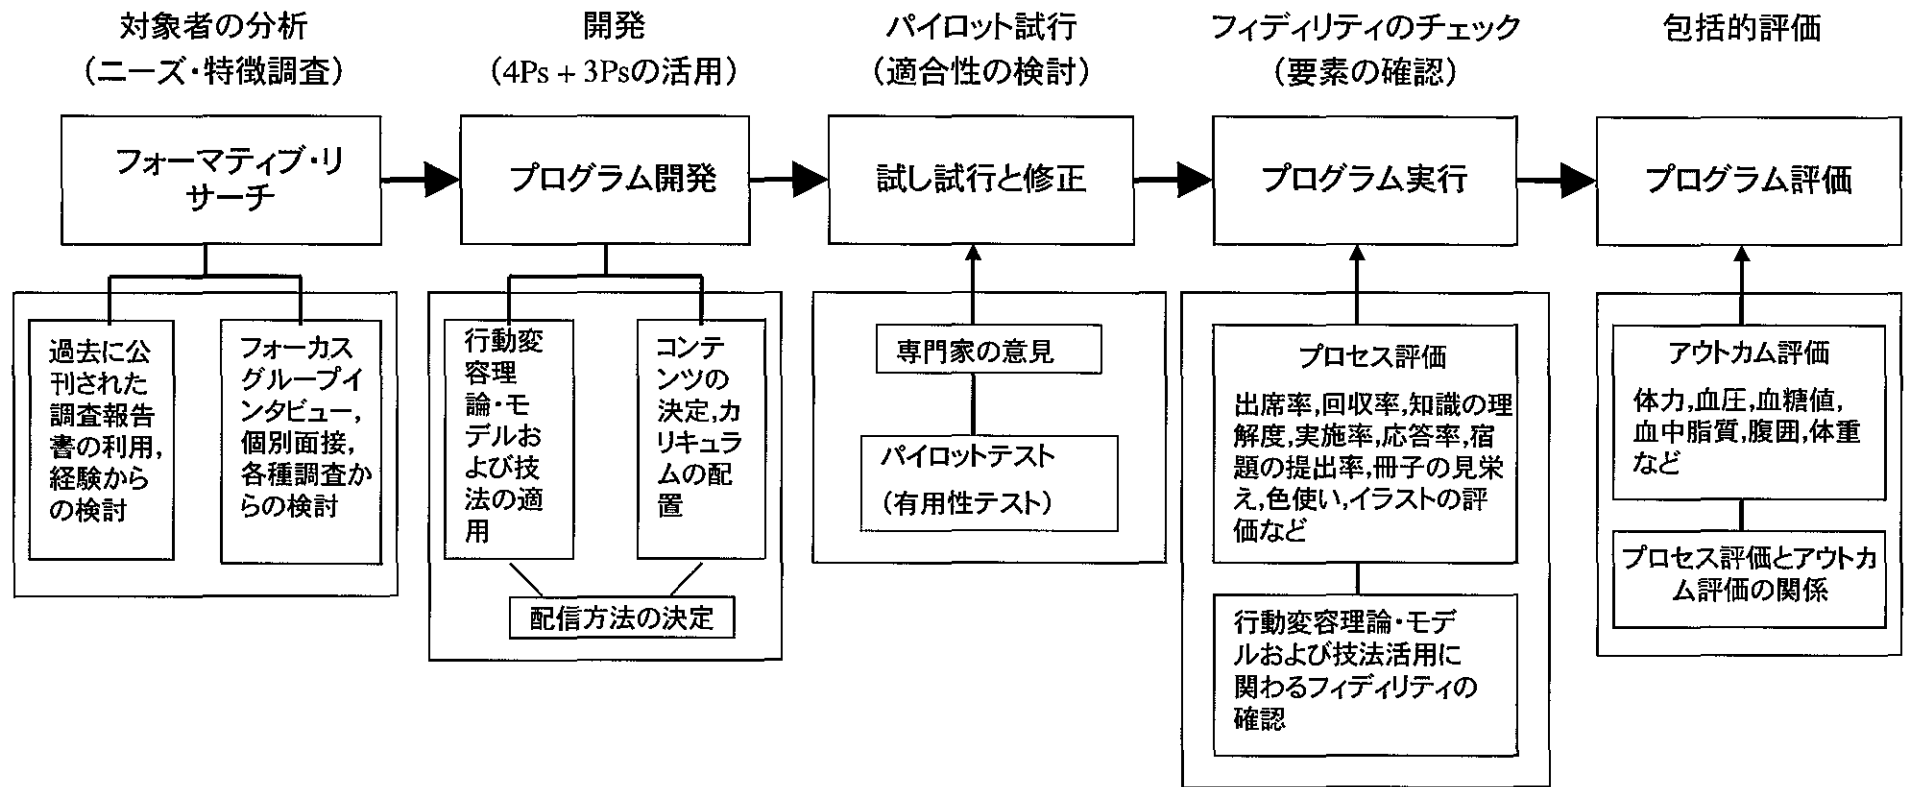 対象者の分析
（ニーズ・特徴調査）
フォーマティブ・リ
サーチ
過去に公
刊された
調査報告
書の利用,
経験から
の検討
フォーカス
グループイ
ンタビュー,
個別面接,
各種調査か
らの検討
開発
（4Ps + 3Psの活用）
プログラム開発
行動変
容理
論・モ
デルお
よび技
法の適
用
コンテ
ンツの
決定,カ
リキュラ
ムの配
置
配信方法の決定
パイロット試行
（適合性の検討）
試し試行と修正
専門家の意見
パイロットテスト
（有用性テスト）
フィディリティのチェック
（要素の確認）
プログラム実行
プロセス評価
出席率,回収率,知識の理
解度,実施率,応答率,宿
題の提出率,冊子の見栄
え,色使い,イラストの評
価など
行動変容理論・モデ
ルおよび技法活用に
関わるフィディリティの
確認
包括的評価
プログラム評価
アウトカム評価
体力,血圧,血糖値,
血中脂質,腹囲,体重
など
プロセス評価とアウトカ
ム評価の関係